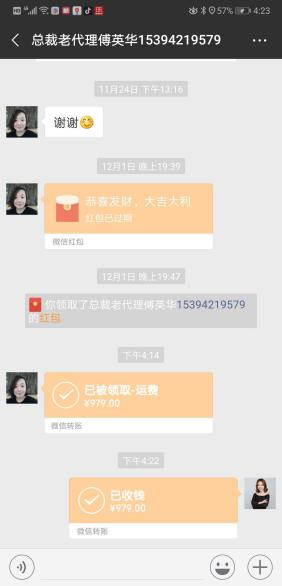 HD 4G 57% 4:23
总裁老代理傅英华15394219579
11月24日 下午13:16
谢谢
12月1日 晚上19:39
恭喜发财，大吉大利
红包已过期
微信红包
12月1日 晚上19:47
你领取了总裁老代理傅英华15394219579
的红包
下午4:14
已被领取-运费
¥979.00
微信转账
下午4:22
已收钱
¥979.00
微信转账